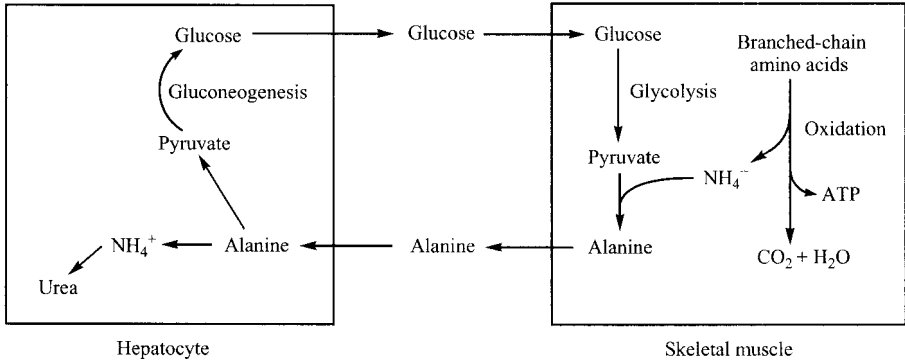 Glucose
Glucose
Glucose
Branched-chain
amino acids
Gluconeogenesis
Glycolysis
Oxidation
Pyruvate
Pyruvate
NH₄⁻
ATP
NH₄⁺
Alanine
Alanine
Alanine
CO₂ + H₂O
Urea
Hepatocyte
Skeletal muscle